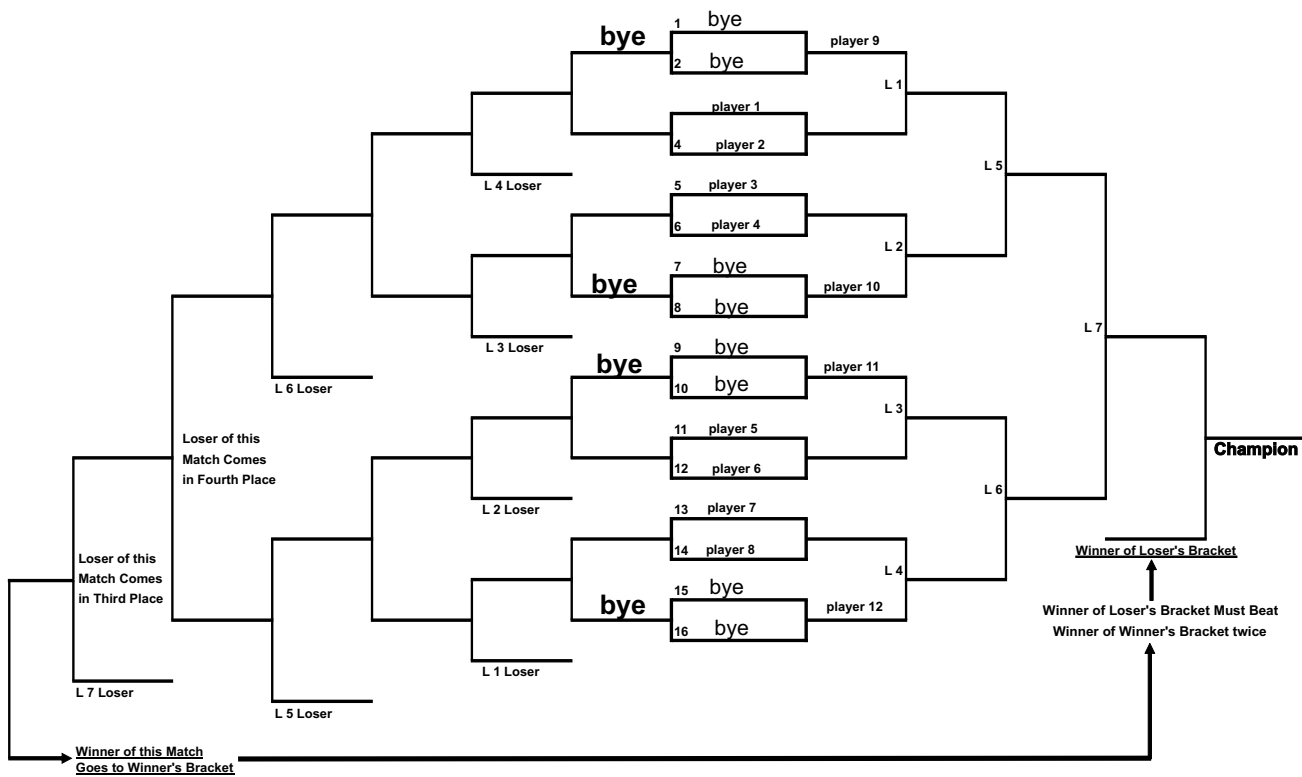 1 bye
bye
player 9
2 bye
L 1
player 1
4 player 2
L 5
L 4 Loser
5 player 3
6 player 4
L 2
7 bye
bye
player 10
8 bye
L 7
L 3 Loser
9 bye
bye
player 11
10 bye
L 6 Loser
L 3
11 player 5
Loser of this
Match Comes
in Fourth Place
12 player 6
Champion
L 6
L 2 Loser
13 player 7
14 player 8
Loser of this
Match Comes
in Third Place
Winner of Loser's Bracket
L 4
15 bye
bye
player 12
16 bye
Winner of Loser's Bracket Must Beat
Winner of Winner's Bracket twice
L 1 Loser
L 7 Loser
L 5 Loser
Winner of this Match
Goes to Winner's Bracket